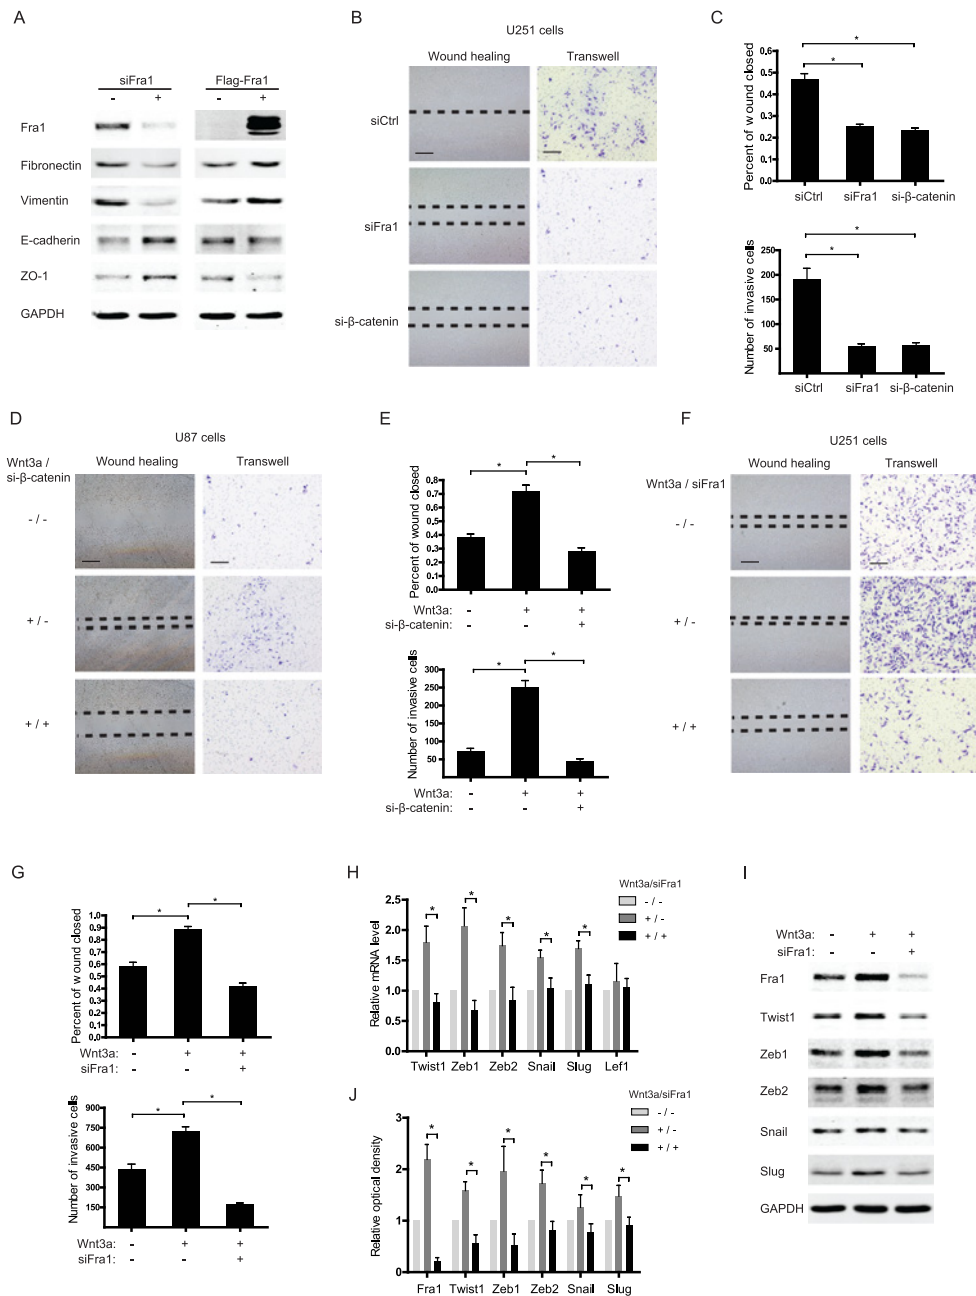 A
siFra1 Flag-Fra1
- + - +
Fra1
Fibronectin
Vimentin
E-cadherin
ZO-1
GAPDH
B
U251 cells
Wound healing Transwell
siCtrl
siFra1
si-β-catenin
C
Percent of wound closed
0.6
0.5
0.4
0.3
0.2
0.1
0.0
* *
siCtrl siFra1 si-β-catenin
Number of invasive cells
250
200
150
100
50
* *
siCtrl siFra1 si-β-catenin
D
U87 cells
Wnt3a /
si-β-catenin
Wound healing Transwell
- / -
+ / -
+ / +
E
Percent of wound closed
0.8
0.7
0.6
0.5
0.4
0.3
0.2
0.1
0.0
* *
Wnt3a: - + +
si-β-catenin: - - +
Number of invasive cells
300
250
200
150
100
50
* *
Wnt3a: - + +
si-β-catenin: - - +
F
U251 cells
Wound healing Transwell
Wnt3a / siFra1
- / -
+ / -
+ / +
G
Percent of wound closed
1.0
0.9
0.8
0.7
0.6
0.5
0.4
0.3
0.2
0.1
0.0
* *
Wnt3a: - + +
siFra1: - - +
Number of invasive cells
900
750
600
450
300
150
* *
Wnt3a: - + +
siFra1: - - +
H
Wnt3a/siFra1
- / -
+ / -
+ / +
Relative mRNA level
2.5
2.0
1.5
1.0
0.5
0.0
* * * * *
Twist1 Zeb1 Zeb2 Snail Slug Lef1
J
Wnt3a/siFra1
- / -
+ / -
+ / +
Relative optical density
3
2
1
0
* * * * * *
Fra1 Twist1 Zeb1 Zeb2 Snail Slug
I
Wnt3a: - + +
siFra1: - - +
Fra1
Twist1
Zeb1
Zeb2
Snail
Slug
GAPDH